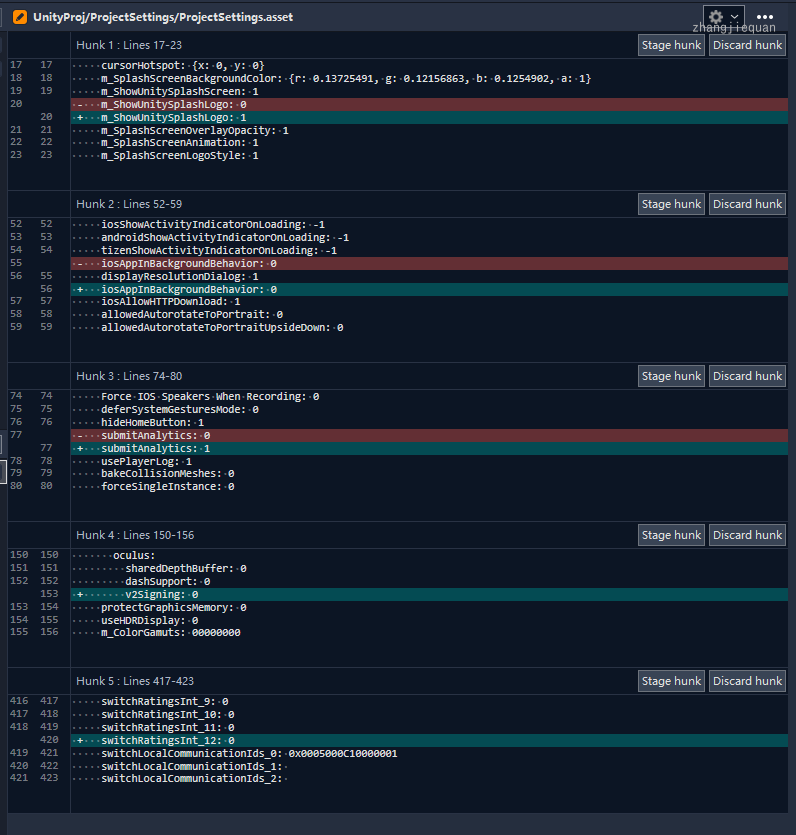 UnityProj/ProjectSettings/ProjectSettings.asset
zhangjiequan
Hunk 1 : Lines 17-23
Stage hunk Discard hunk
17 17 ·····cursorHotspot:·{x:·0,·y:·0}
18 18 ·····m_SplashScreenBackgroundColor:·{r:·0.13725491,·g:·0.12156863,·b:·0.1254902,·a:·1}
19 19 ·····m_ShowUnitySplashScreen:·1
20 -····m_ShowUnitySplashLogo:·0
20 +····m_ShowUnitySplashLogo:·1
21 21 ·····m_SplashScreenOverlayOpacity:·1
22 22 ·····m_SplashScreenAnimation:·1
23 23 ·····m_SplashScreenLogoStyle:·1
Hunk 2 : Lines 52-59
Stage hunk Discard hunk
52 52 ·····iosShowActivityIndicatorOnLoading:·-1
53 53 ·····androidShowActivityIndicatorOnLoading:·-1
54 54 ·····tizenShowActivityIndicatorOnLoading:·-1
55 -····iosAppInBackgroundBehavior:·0
56 55 ·····displayResolutionDialog:·1
56 +····iosAppInBackgroundBehavior:·0
57 57 ·····iosAllowHTTPDownload:·1
58 58 ·····allowedAutorotateToPortrait:·0
59 59 ·····allowedAutorotateToPortraitUpsideDown:·0
Hunk 3 : Lines 74-80
Stage hunk Discard hunk
74 74 ·····Force·IOS·Speakers·When·Recording:·0
75 75 ·····deferSystemGesturesMode:·0
76 76 ·····hideHomeButton:·1
77 -····submitAnalytics:·0
77 +····submitAnalytics:·1
78 78 ·····usePlayerLog:·1
79 79 ·····bakeCollisionMeshes:·0
80 80 ·····forceSingleInstance:·0
Hunk 4 : Lines 150-156
Stage hunk Discard hunk
150 150 ·······oculus:
151 151 ·········sharedDepthBuffer:·0
152 152 ·········dashSupport:·0
153 +········v2Signing:·0
153 154 ·····protectGraphicsMemory:·0
154 155 ·····useHDRDisplay:·0
155 156 ·····m_ColorGamuts:·00000000
Hunk 5 : Lines 417-423
Stage hunk Discard hunk
416 417 ·····switchRatingsInt_9:·0
417 418 ·····switchRatingsInt_10:·0
418 419 ·····switchRatingsInt_11:·0
420 +····switchRatingsInt_12:·0
419 421 ·····switchLocalCommunicationIds_0:·0x0005000C10000001
420 422 ·····switchLocalCommunicationIds_1:·
421 423 ·····switchLocalCommunicationIds_2:·